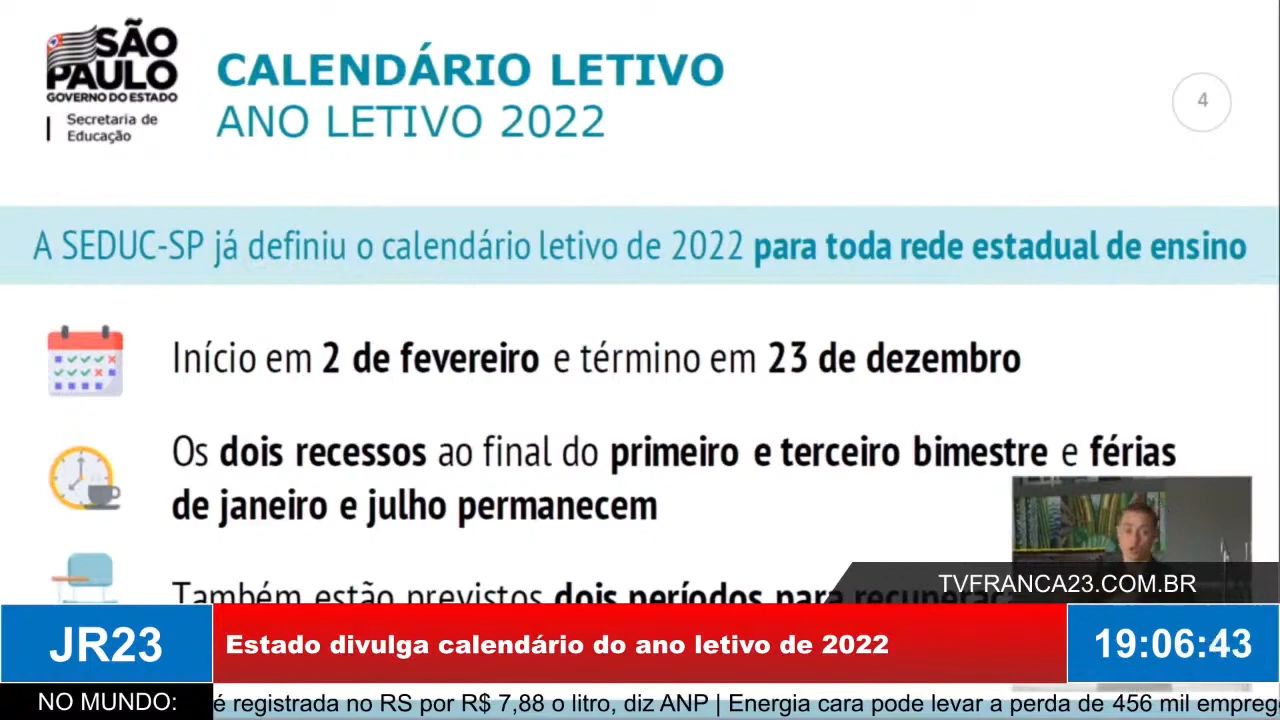 SÃO
PAULO
GOVERNO DO ESTADO
Secretaria de
Educação
CALENDÁRIO LETIVO
ANO LETIVO 2022
4
A SEDUC-SP já definiu o calendário letivo de 2022 para toda rede estadual de ensino
Início em 2 de fevereiro e término em 23 de dezembro
Os dois recessos ao final do primeiro e terceiro bimestre e férias
de janeiro e julho permanecem
Também estão previstos dois períodos para
TVFRANCA23.COM.BR
JR23
Estado divulga calendário do ano letivo de 2022
19:06:43
NO MUNDO:
é registrada no RS por R$ 7,88 o litro, diz ANP | Energia cara pode levar a perda de 456 mil empreg